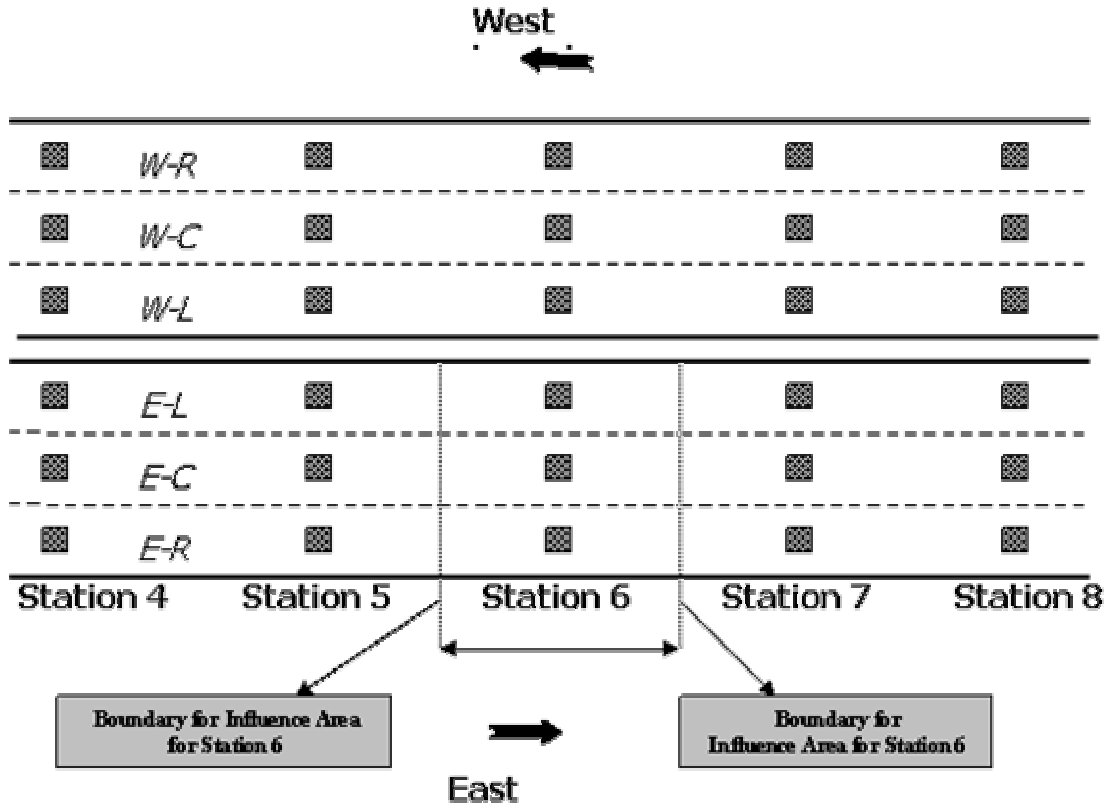 West
W-R
W-C
W-L
E-L
E-C
E-R
Station 4 Station 5 Station 6 Station 7 Station 8
Boundary for Influence Area
for Station 6
Boundary for
Influence Area for Station 6
East